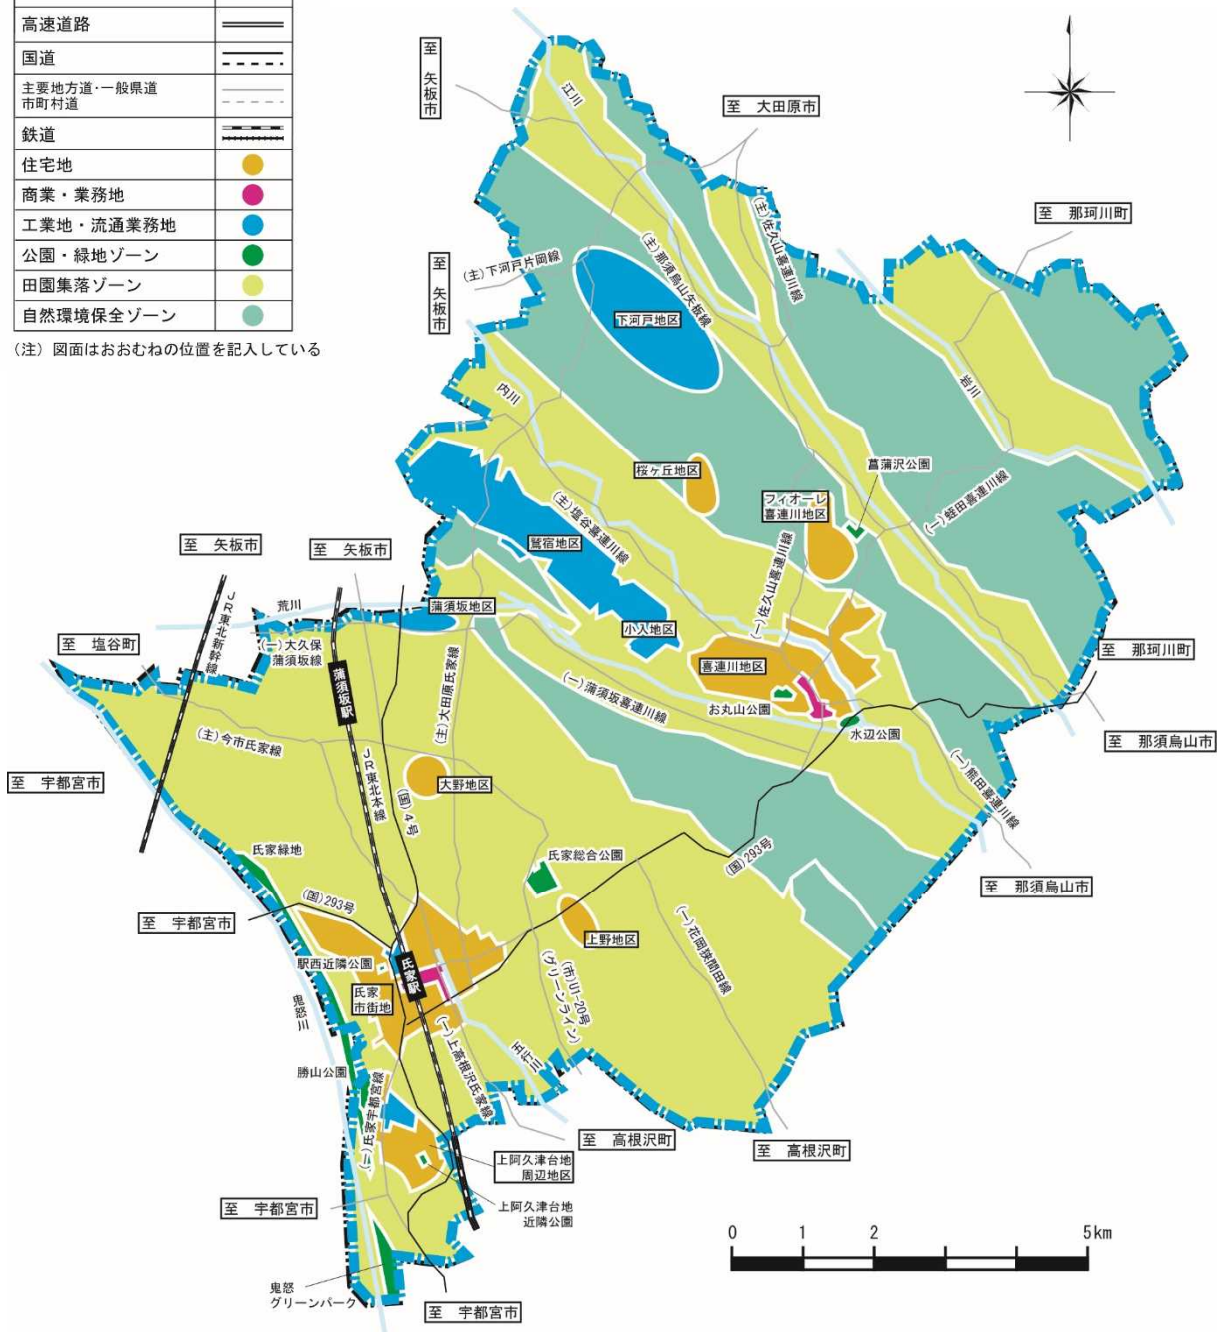 高速道路
国道
主要地方道・一般県道
市町村道
鉄道
住宅地
商業・業務地
工業地・流通業務地
公園・緑地ゾーン
田園集落ゾーン
自然環境保全ゾーン
(注) 図面はおおむねの位置を記入している
至 矢板市
江川
至 大田原市
至 那珂川町
(主)佐久山喜連川線
(主)那須烏山矢板線
(主)下河戸片岡線
至 矢板市
下河戸地区
岩川
内川
桜ヶ丘地区
菖蒲沢公園
フィオーレ
喜連川地区
(一)蛭田喜連川線
(主)塩谷喜連川線
鷲宿地区
(一)佐久山喜連川線
至 矢板市
至 矢板市
JR東北新幹線
荒川
蒲須坂地区
小入地区
至 塩谷町
(一)大久保
蒲須坂線
喜連川地区
至 那珂川町
蒲須坂駅
(主)大田原氏家線
(一)蒲須坂喜連川線
お丸山公園
水辺公園
至 那須烏山市
(主)今市氏家線
JR東北本線
(国)4号
大野地区
(一)熊田喜連川線
至 宇都宮市
氏家緑地
氏家総合公園
(国)293号
至 那須烏山市
(国)293号
至 宇都宮市
上野地区
(一)花岡狭間田線
駅西近隣公園
氏家駅
氏家
市街地
(市)U1-20号
(グリーンライン)
鬼怒川
五行川
(一)上高根沢氏家線
勝山公園
(一)氏家宇都宮線
至 高根沢町
至 高根沢町
上阿久津台地
周辺地区
上阿久津台地
近隣公園
至 宇都宮市
0 1 2 5km
鬼怒
グリーンパーク
至 宇都宮市